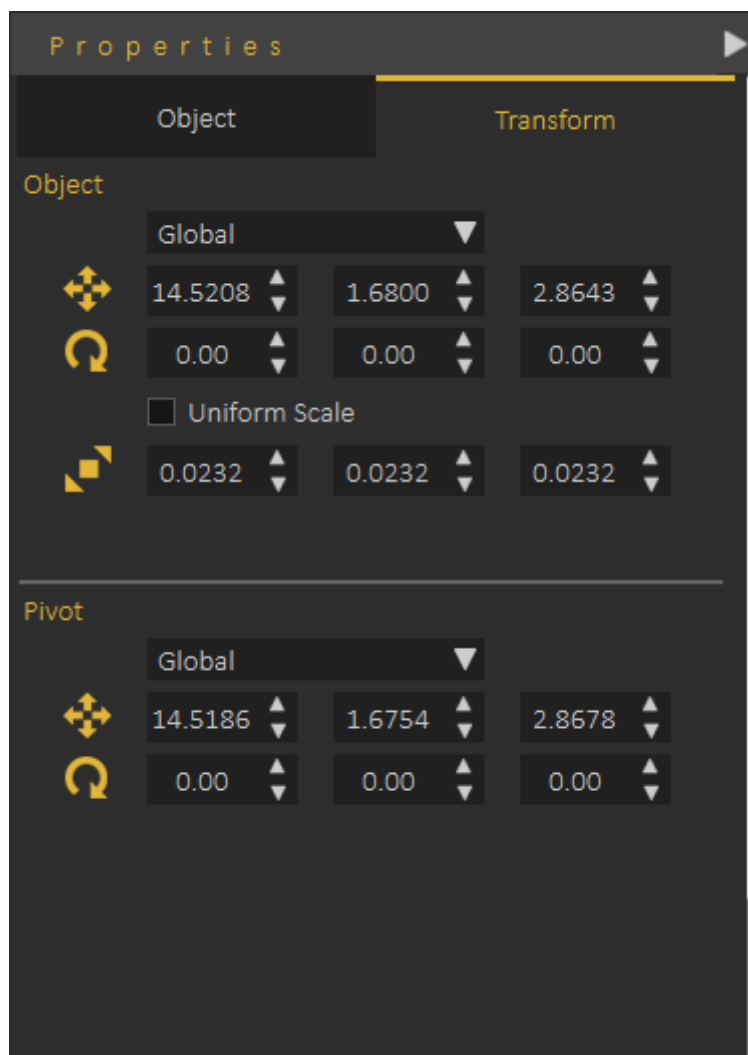 Properties
Object Transform
Object
Global
14.5208 1.6800 2.8643
0.00 0.00 0.00
Uniform Scale
0.0232 0.0232 0.0232
Pivot
Global
14.5186 1.6754 2.8678
0.00 0.00 0.00